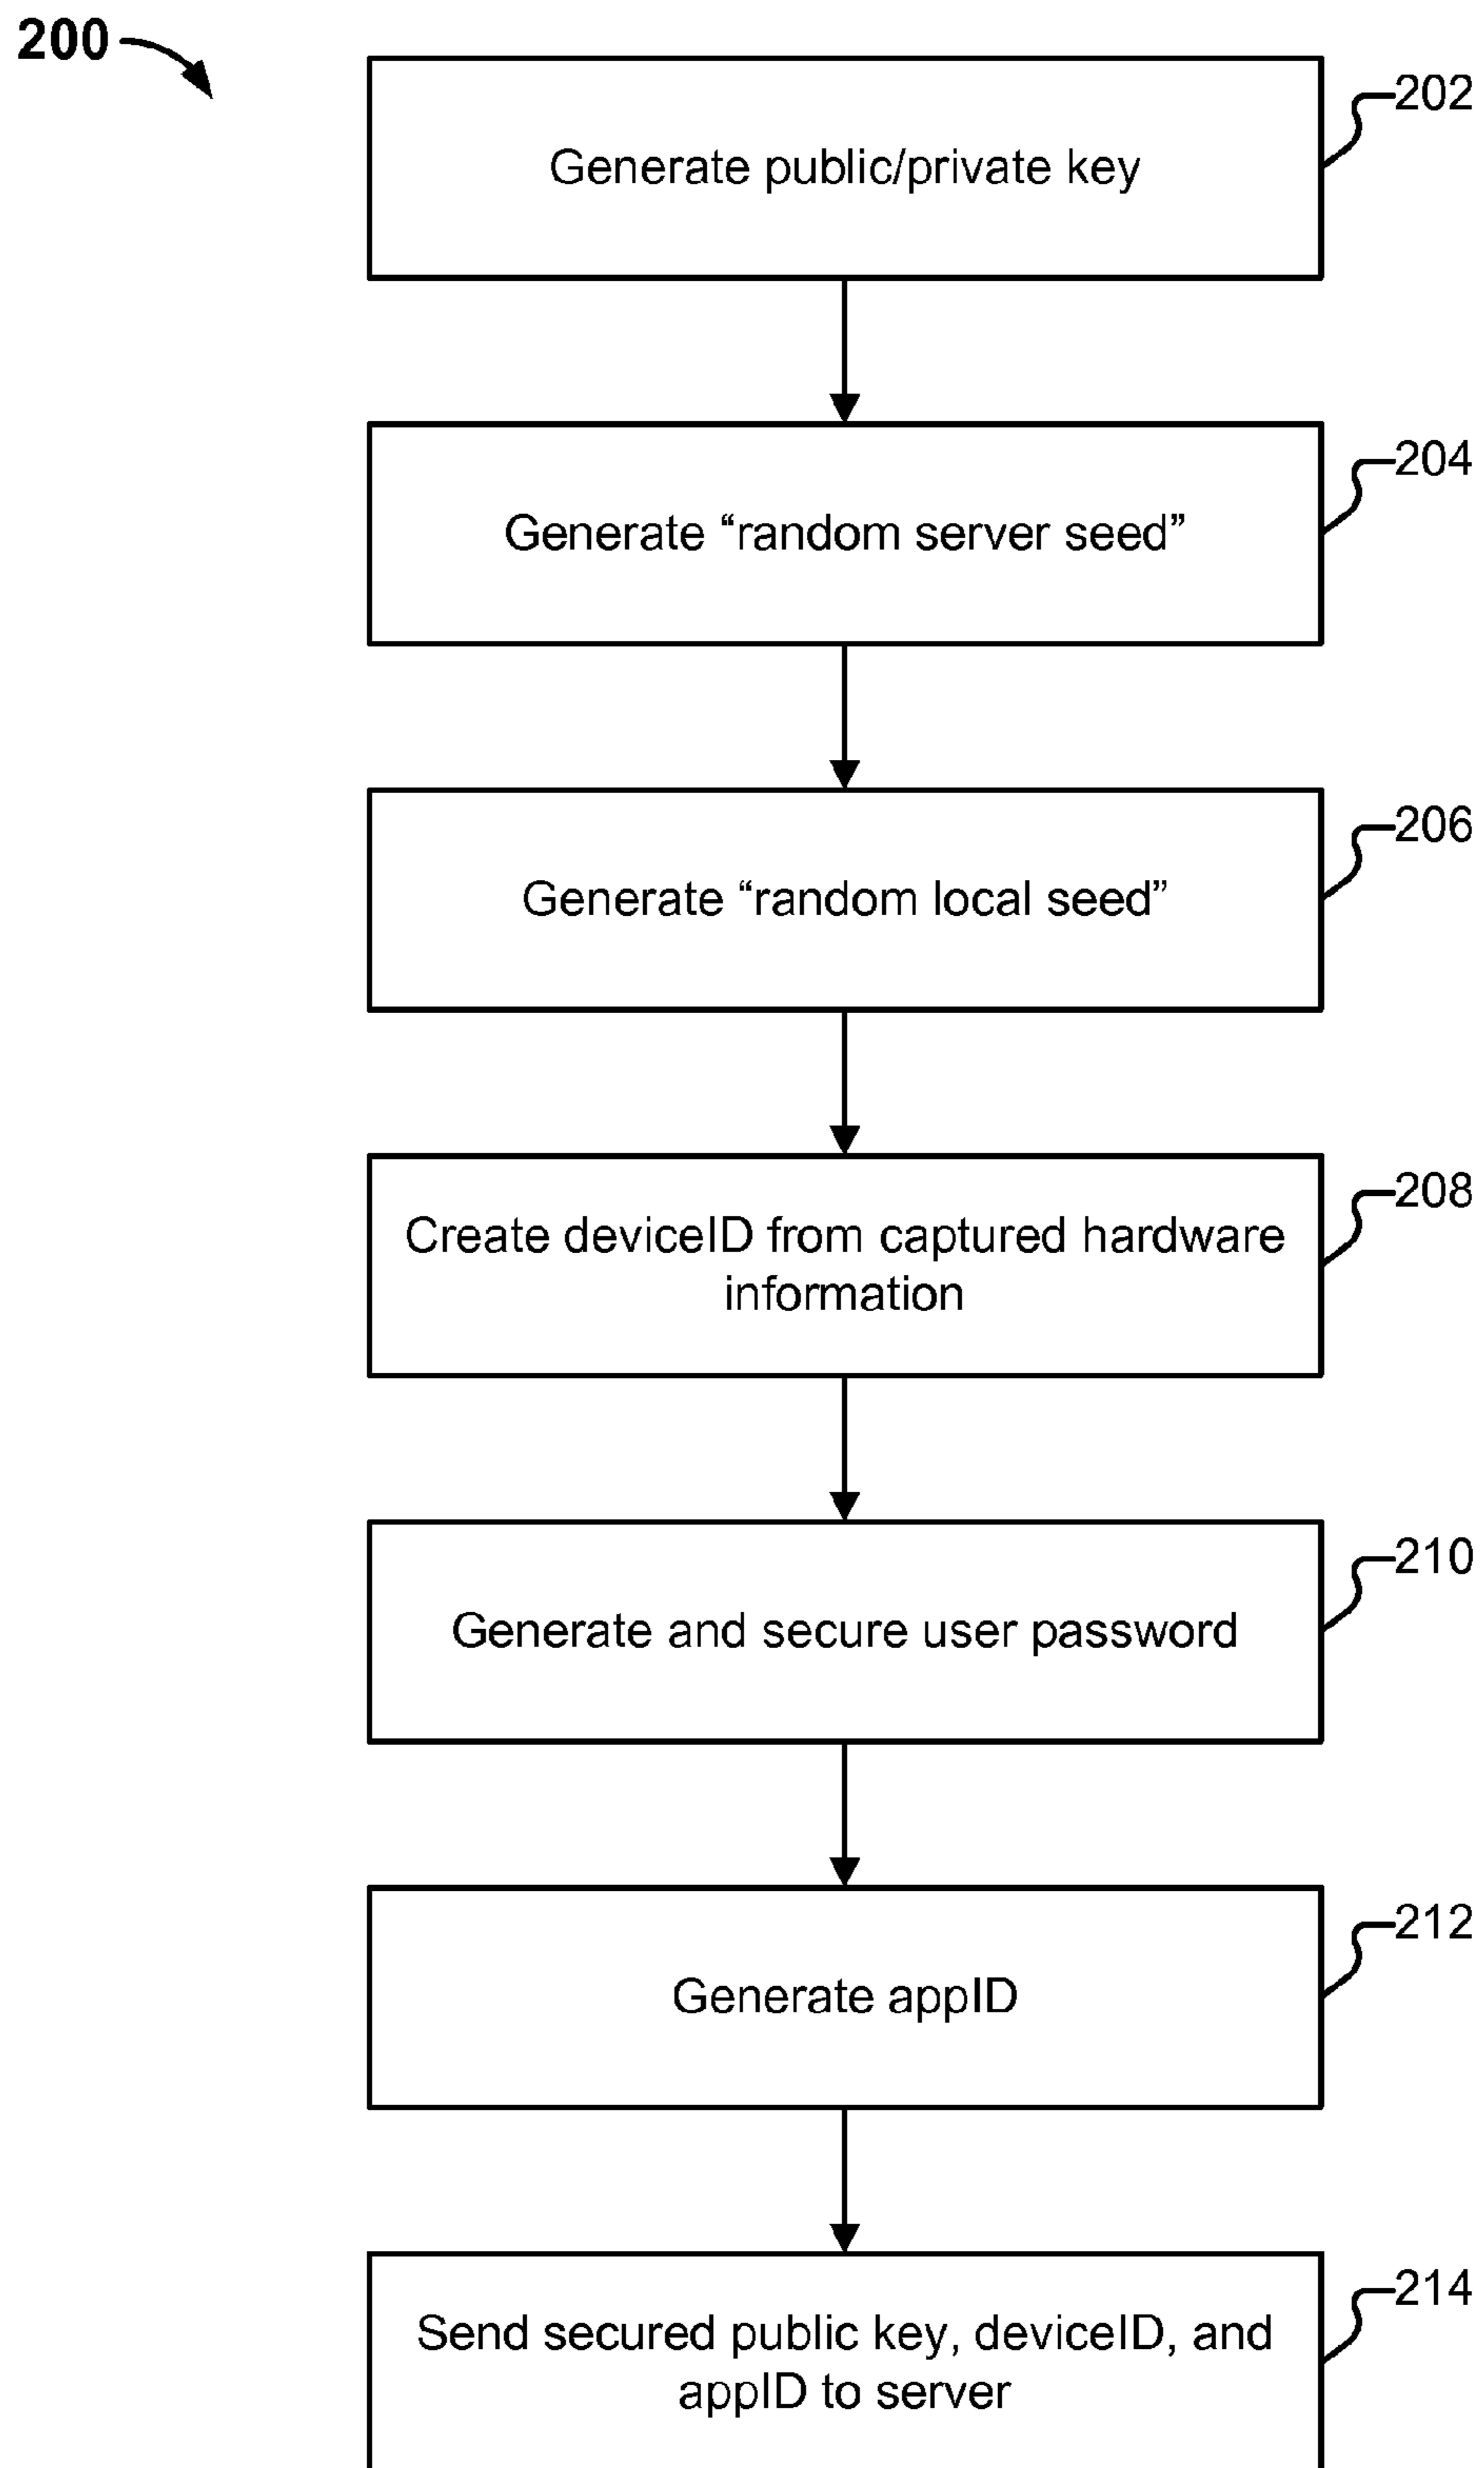 200
Generate public/private key
202
Generate “random server seed”
204
Generate “random local seed”
206
Create deviceID from captured hardware
information
208
Generate and secure user password
210
Generate appID
212
Send secured public key, deviceID, and
appID to server
214